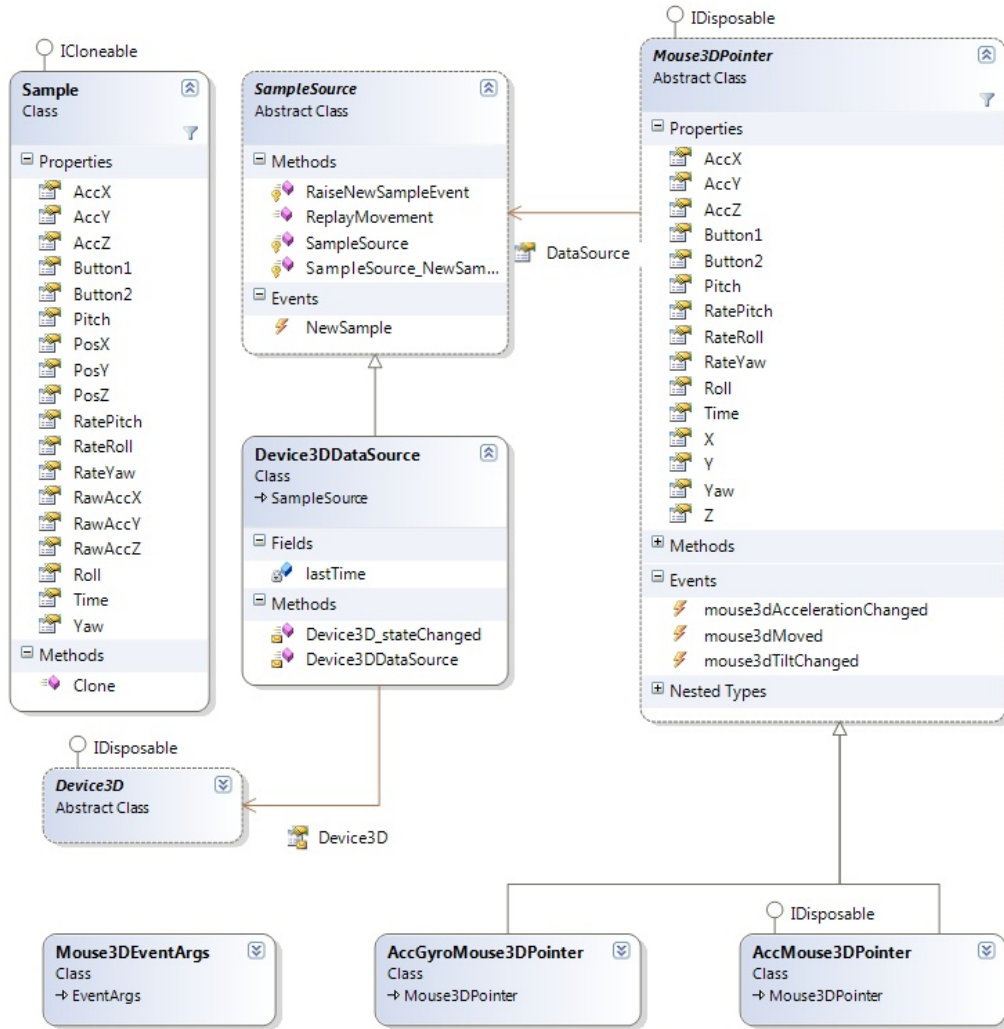 ICloneable
Sample
Class
Properties
AccX
AccY
AccZ
Button1
Button2
Pitch
PosX
PosY
PosZ
RatePitch
RateRoll
RateYaw
RawAccX
RawAccY
RawAccZ
Roll
Time
Yaw
Methods
Clone
SampleSource
Abstract Class
Methods
RaiseNewSampleEvent
ReplayMovement
SampleSource
SampleSource_NewSam...
Events
NewSample
DataSource
IDisposable
Mouse3DPointer
Abstract Class
Properties
AccX
AccY
AccZ
Button1
Button2
Pitch
RatePitch
RateRoll
RateYaw
Roll
Time
X
Y
Yaw
Z
Methods
Events
mouse3dAccelerationChanged
mouse3dMoved
mouse3dTiltChanged
Nested Types
Device3DDataSource
Class
SampleSource
Fields
lastTime
Methods
Device3D_stateChanged
Device3DDataSource
IDisposable
Device3D
Abstract Class
Device3D
Mouse3DEventArgs
Class
EventArgs
AccGyroMouse3DPointer
Class
Mouse3DPointer
IDisposable
AccMouse3DPointer
Class
Mouse3DPointer